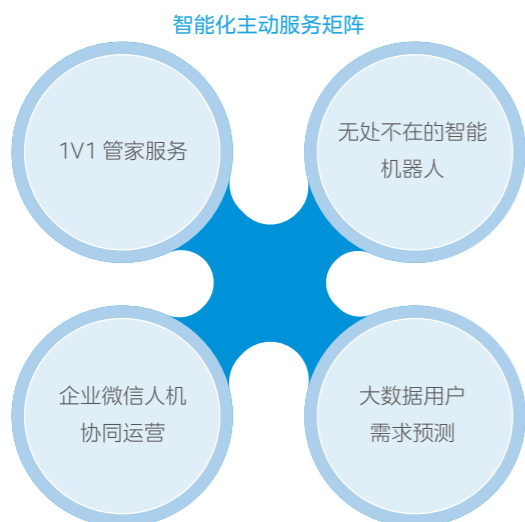 智能化主动服务矩阵
1V1 管家服务
无处不在的智能
机器人
企业微信人机
协同运营
大数据用户
需求预测